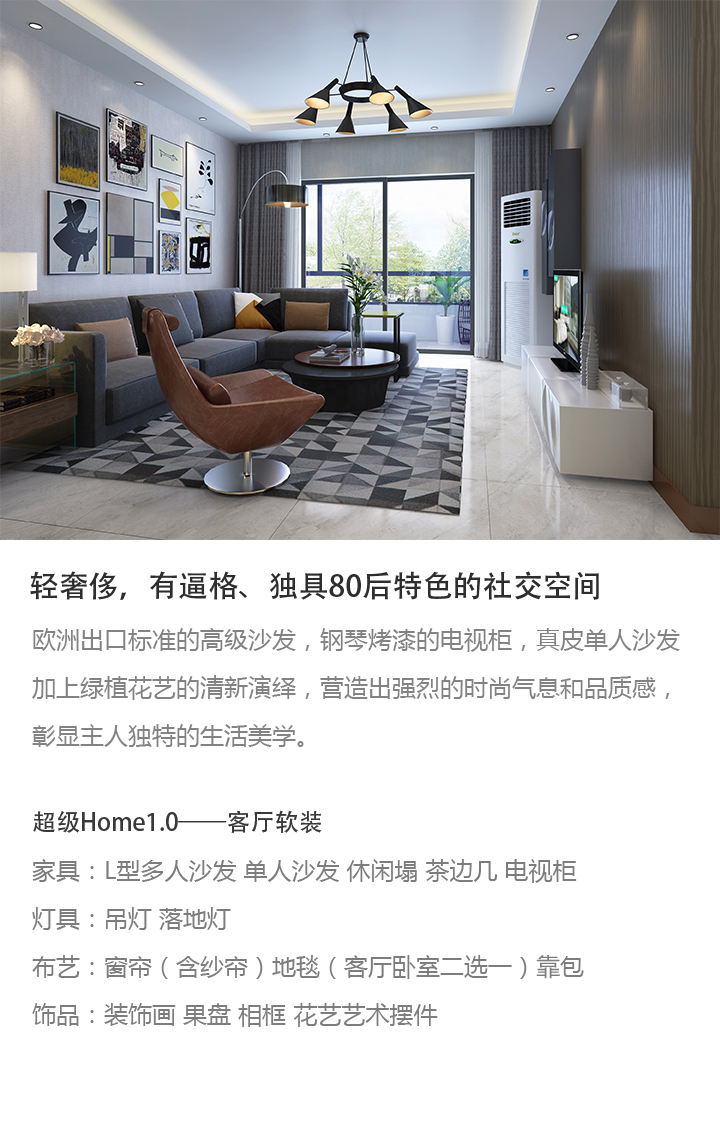 轻奢侈，有逼格、独具80后特色的社交空间
欧洲出口标准的高级沙发，钢琴烤漆的电视柜，真皮单人沙发
加上绿植花艺的清新演绎，营造出强烈的时尚气息和品质感，
彰显主人独特的生活美学。
超级Home1.0——客厅软装
家具：L型多人沙发 单人沙发 休闲塌 茶边几 电视柜
灯具：吊灯 落地灯
布艺：窗帘（含纱帘）地毯（客厅卧室二选一）靠包
饰品：装饰画 果盘 相框 花艺艺术摆件